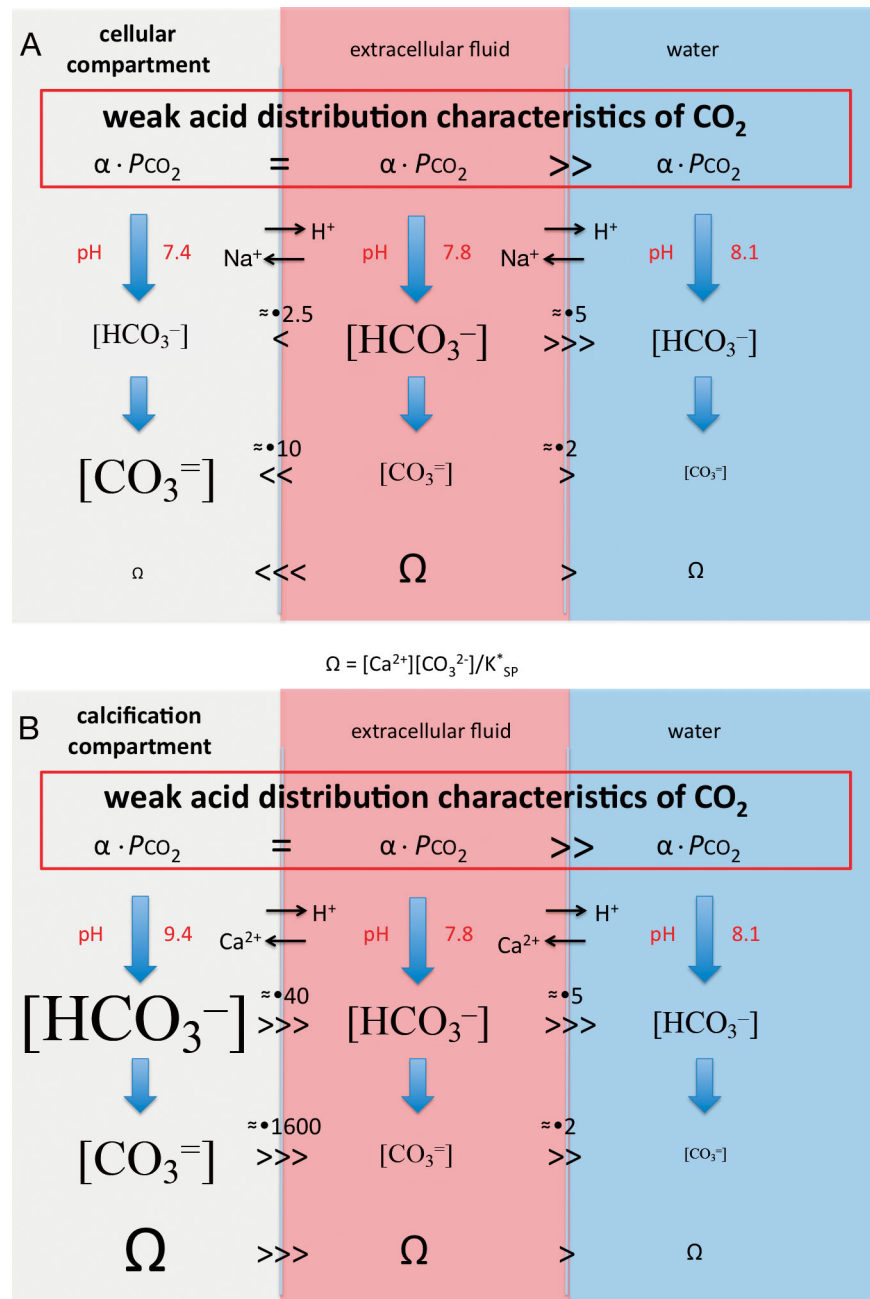 A
cellular compartment
extracellular fluid
water
weak acid distribution characteristics of CO₂
α · PCO₂ = α · PCO₂ >> α · PCO₂
H⁺ H⁺
pH 7.4 pH 7.8 pH 8.1
Na⁺ Na⁺
≈•2.5 ≈•5
[HCO₃⁻] < [HCO₃⁻] >>> [HCO₃⁻]
≈•10 ≈•2
[CO₃⁼] << [CO₃⁼] > [CO₃⁼]
Ω <<< Ω > Ω
Ω = [Ca²⁺][CO₃²⁻]/K*SP
B
calcification compartment
extracellular fluid
water
weak acid distribution characteristics of CO₂
α · PCO₂ = α · PCO₂ >> α · PCO₂
H⁺ H⁺
pH 9.4 pH 7.8 pH 8.1
Ca²⁺ Ca²⁺
≈•40 ≈•5
[HCO₃⁻] >>> [HCO₃⁻] >>> [HCO₃⁻]
≈•1600 ≈•2
[CO₃⁼] >>> [CO₃⁼] >> [CO₃⁼]
Ω >>> Ω > Ω